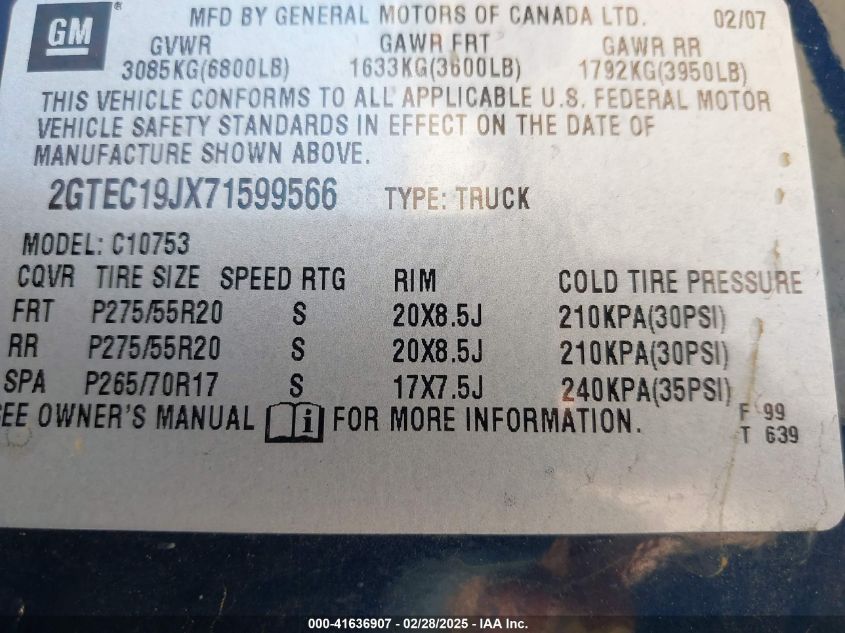 GM ®
MFD BY GENERAL MOTORS OF CANADA LTD. 02/07
GVWR GAWR FRT GAWR RR
3085KG(6800LB) 1633KG(3600LB) 1792KG(3950LB)
THIS VEHICLE CONFORMS TO ALL APPLICABLE U.S. FEDERAL MOTOR
VEHICLE SAFETY STANDARDS IN EFFECT ON THE DATE OF
MANUFACTURE SHOWN ABOVE.
2GTEC19JX71599566 TYPE: TRUCK
MODEL: C10753
CQVR TIRE SIZE SPEED RTG RIM COLD TIRE PRESSURE
FRT P275/55R20 S 20X8.5J 210KPA(30PSI)
RR P275/55R20 S 20X8.5J 210KPA(30PSI)
SPA P265/70R17 S 17X7.5J 240KPA(35PSI)
SEE OWNER'S MANUAL i FOR MORE INFORMATION.
F 99
T 639
000-41636907 — 02/28/2025 — IAA Inc.